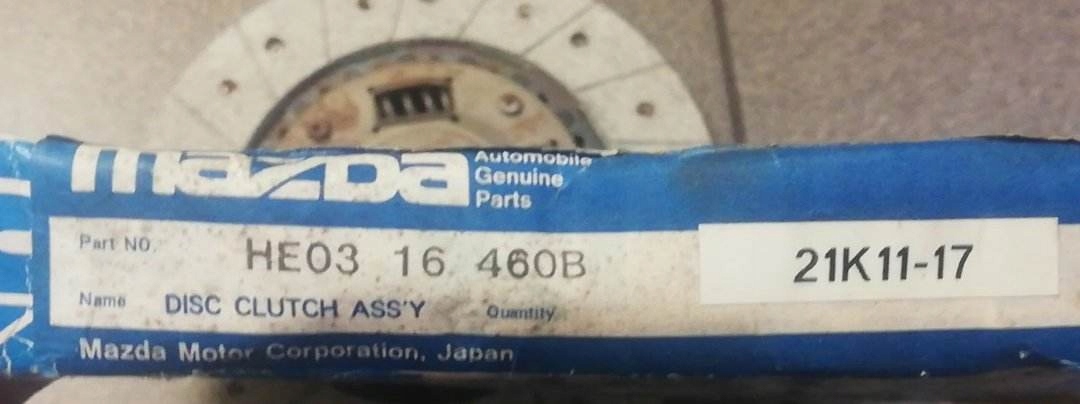 mazda
Automobile
Genuine
Parts
Part NO. HE03 16 460B
21K11-17
Name DISC CLUTCH ASS'Y Quantity
Mazda Motor Corporation, Japan